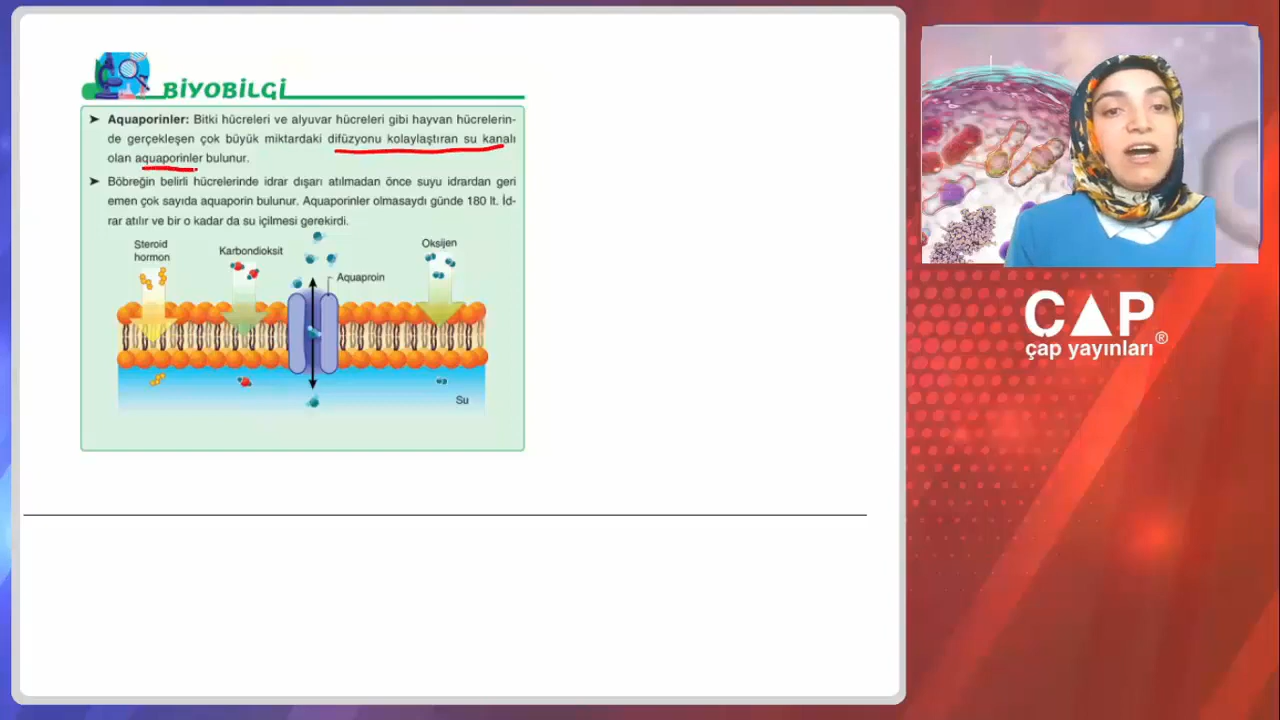 BİYOBİLGİ
➤ Aquaporinler: Bitki hücreleri ve alyuvar hücreleri gibi hayvan hücrelerin-
de gerçekleşen çok büyük miktardaki difüzyonu kolaylaştıran su kanalı
olan aquaporinler bulunur.
➤ Böbreğin belirli hücrelerinde idrar dışarı atılmadan önce suyu idrardan geri
emen çok sayıda aquaporin bulunur. Aquaporinler olmasaydı günde 180 lt. İd-
rar atılır ve bir o kadar da su içilmesi gerekirdi.
Steroid
hormon
Karbondioksit
Oksijen
Aquaproin
Su
ÇAP®
çap yayınları